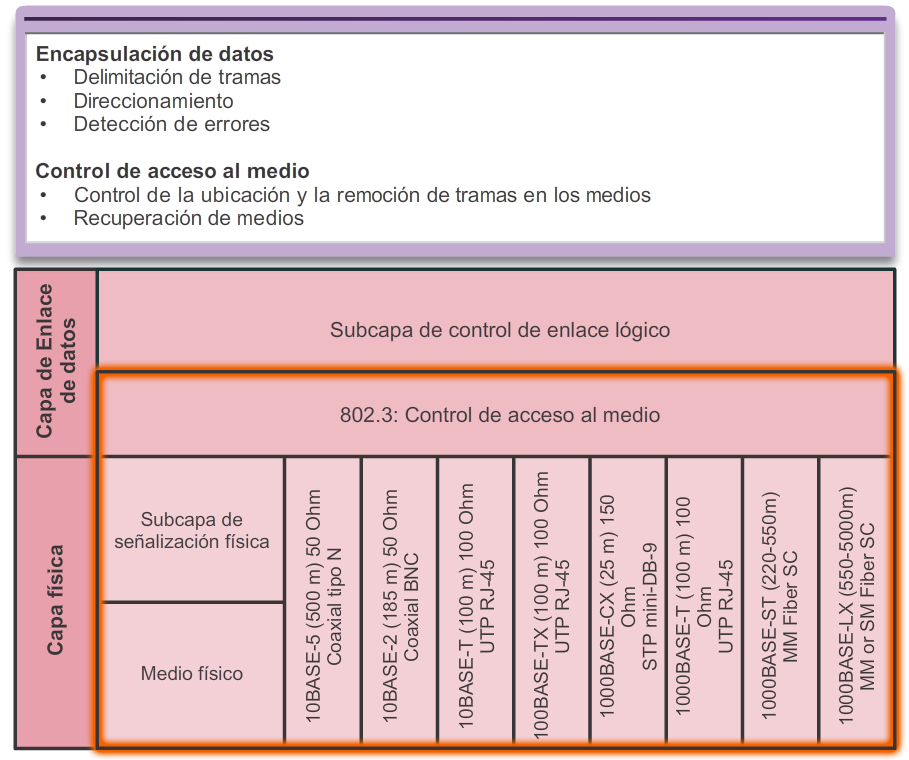 Encapsulación de datos
• Delimitación de tramas
• Direccionamiento
• Detección de errores
Control de acceso al medio
• Control de la ubicación y la remoción de tramas en los medios
• Recuperación de medios
Capa de Enlace
de datos
Subcapa de control de enlace lógico
802.3: Control de acceso al medio
Capa física
Subcapa de
señalización física
Medio físico
10BASE-5 (500 m) 50 Ohm
Coaxial tipo N
10BASE-2 (185 m) 50 Ohm
Coaxial BNC
10BASE-T (100 m) 100 Ohm
UTP RJ-45
100BASE-TX (100 m) 100 Ohm
UTP RJ-45
1000BASE-CX (25 m) 150
Ohm
STP mini-DB-9
1000BASE-T (100 m) 100
Ohm
UTP RJ-45
1000BASE-ST (220-550m)
MM Fiber SC
1000BASE-LX (550-5000m)
MM or SM Fiber SC